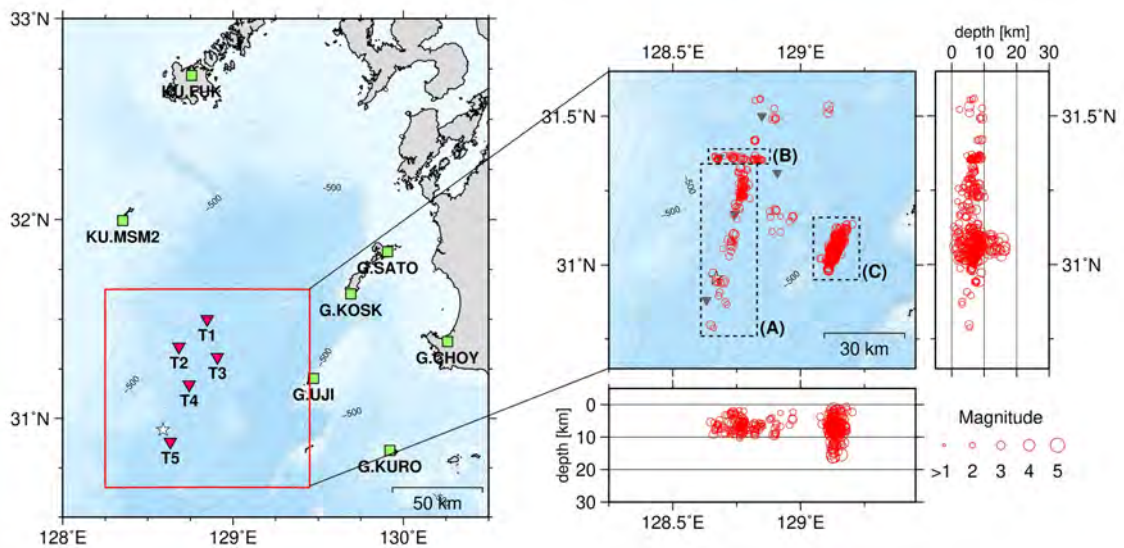 33˚N
32˚N
31˚N
128˚E
129˚E
130˚E
KU.FUK
KU.MSM2
G.SATO
G.KOSK
G.CHOY
G.UJI
G.KURO
T1
T2
T3
T4
T5
−500
−500
−500
−500
−500
50 km
128.5˚E
129˚E
31.5˚N
31˚N
(B)
(C)
(A)
−500
−500
−500
30 km
128.5˚E
129˚E
depth [km]
0 10 20 30
31.5˚N
31˚N
depth [km]
0
10
20
30
Magnitude
>1 2 3 4 5